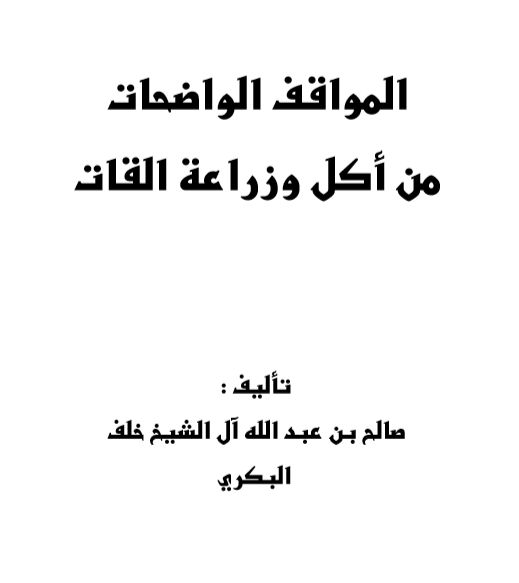 المواقف الواضحات
من أكل وزراعة القات
تأليف :
صالح بن عبد الله آل الشيخ خلف
البكري